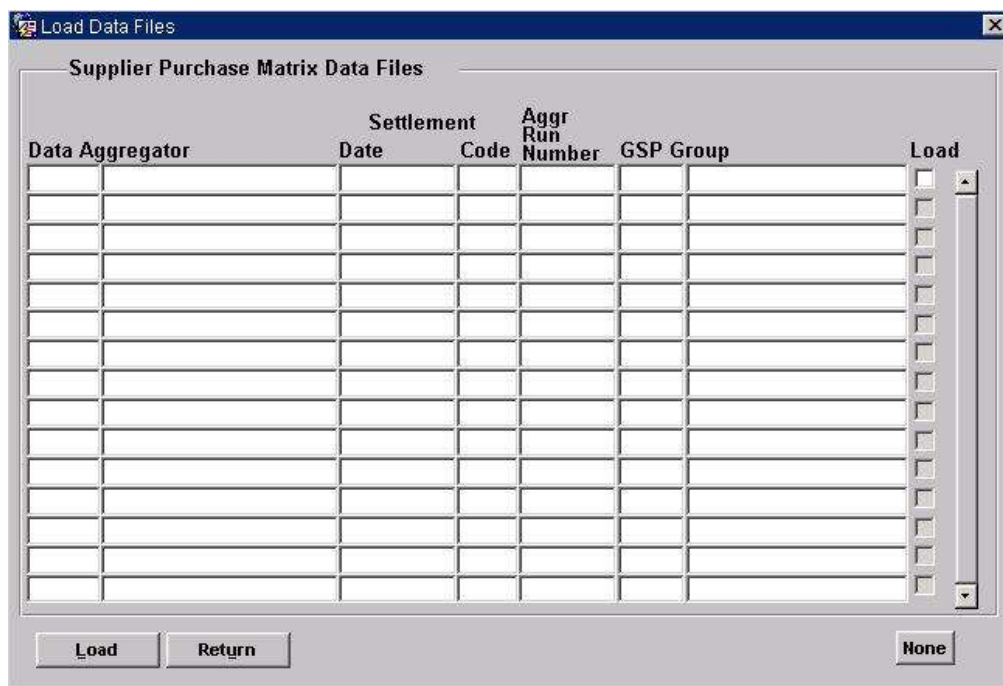 Load Data Files
Supplier Purchase Matrix Data Files
Settlement
Aggr
Run
Data Aggregator Date Code Number GSP Group Load
Load Return None